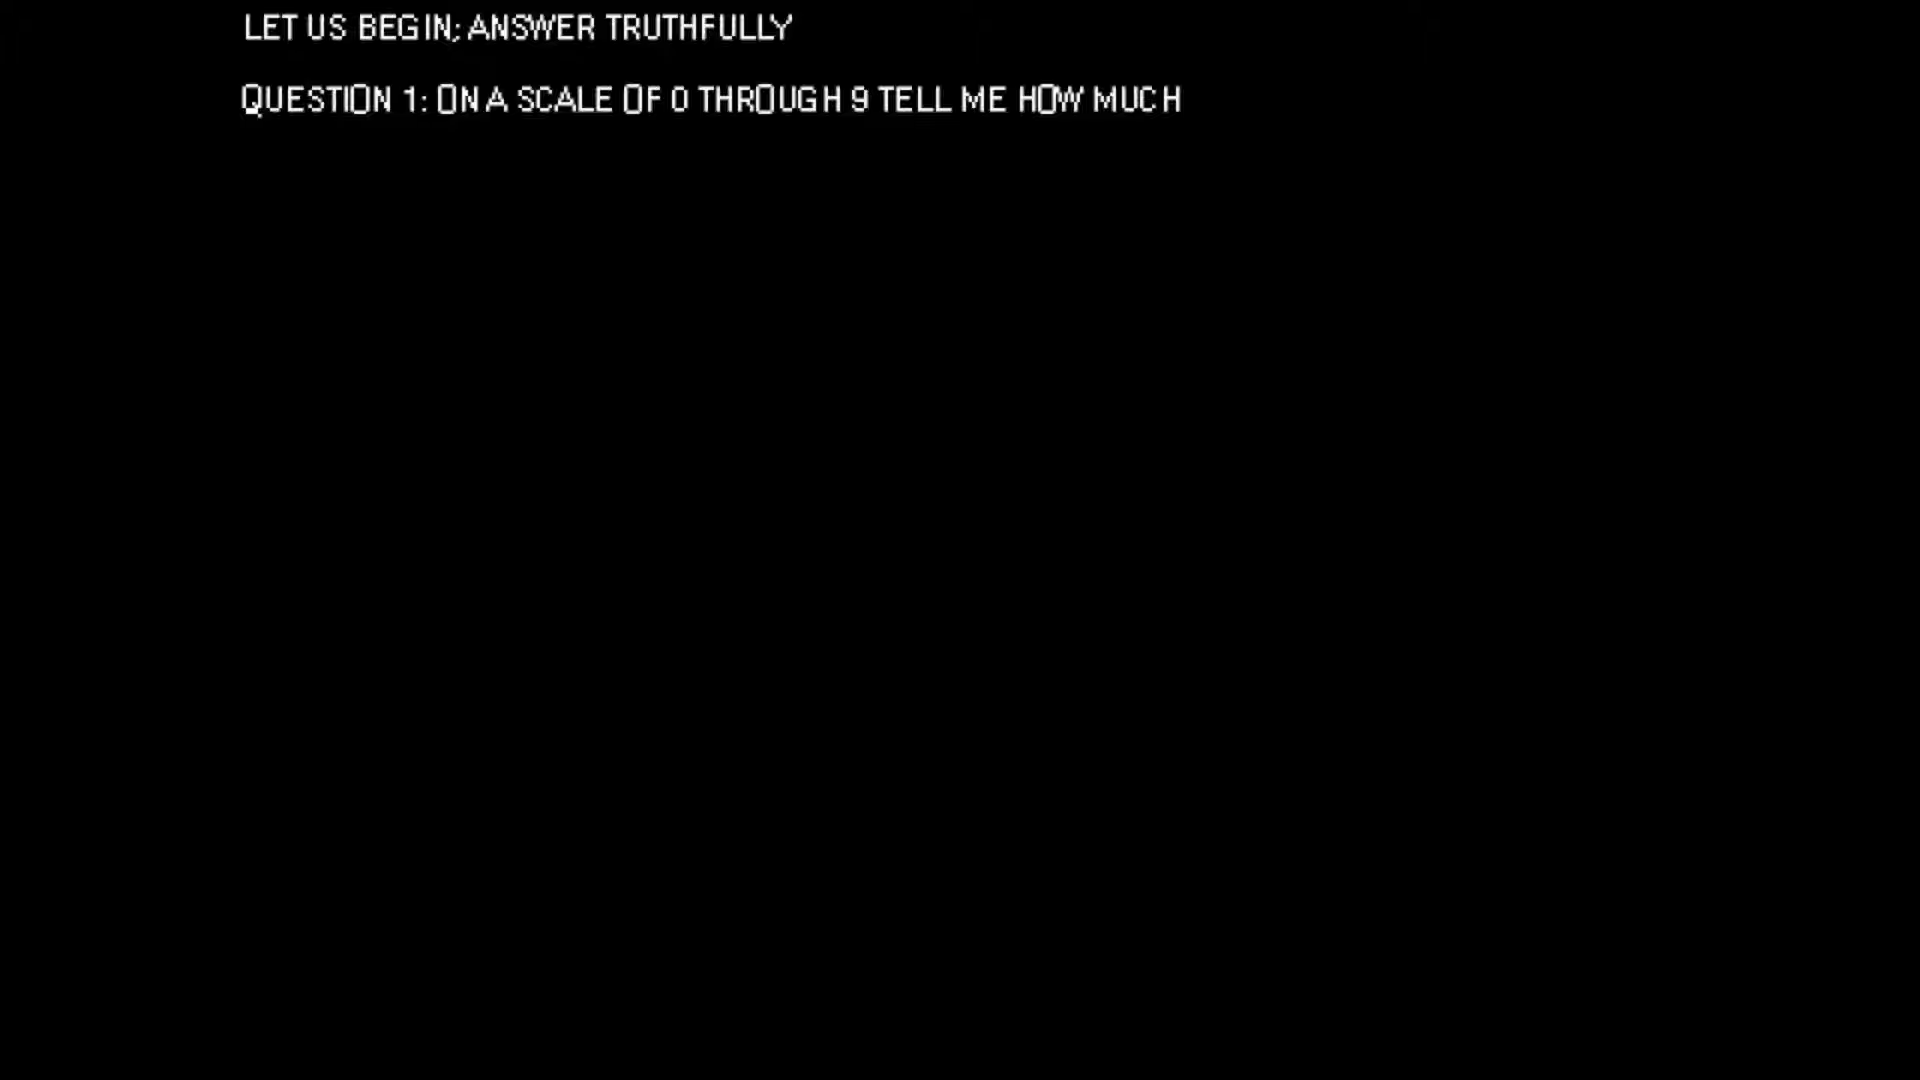 LET US BEGIN; ANSWER TRUTHFULLY
QUESTION 1: ON A SCALE OF 0 THROUGH 9 TELL ME HOW MUCH